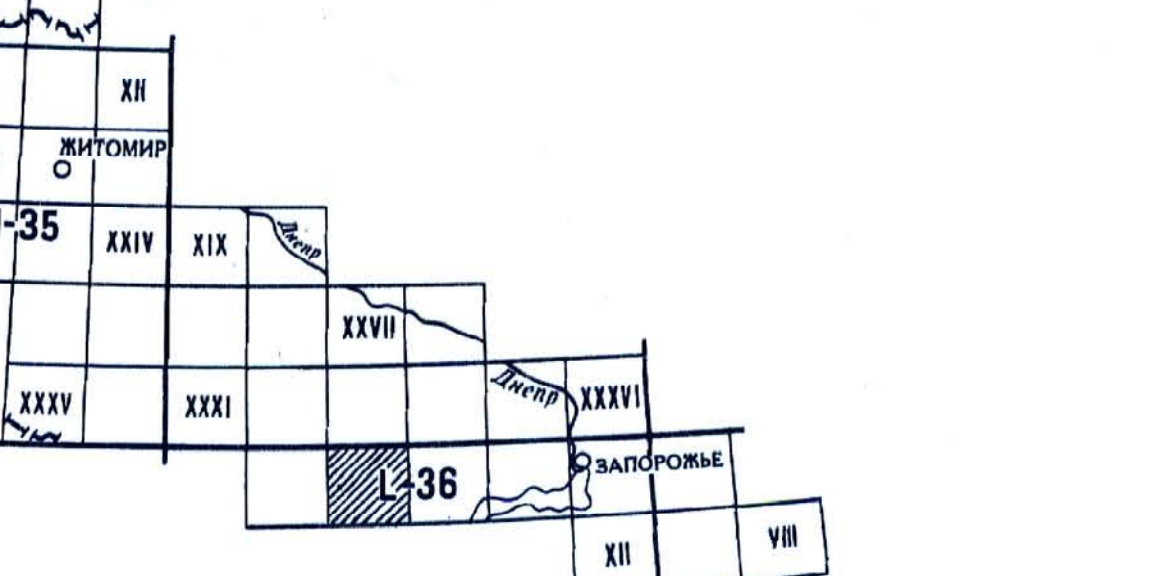 XII
ЖИТОМИР
-35
XXIV
XIX
Днепр
XXVII
XXXV
XXXI
Днепр
XXXVI
L-36
ЗАПОРОЖЬЕ
XII
VIII